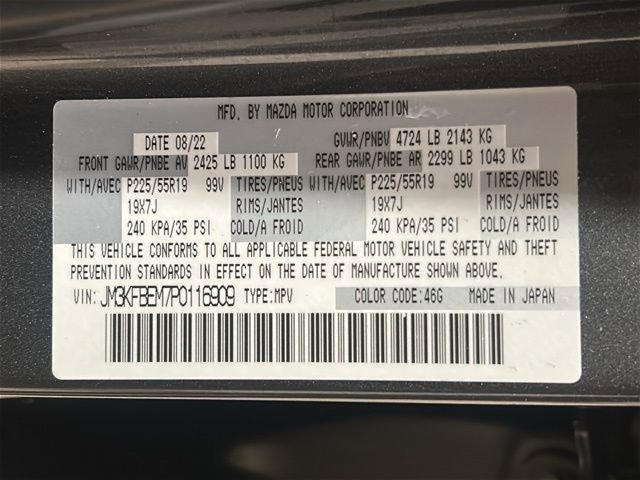 MFD. BY MAZDA MOTOR CORPORATION
DATE 08/22 GVWR/PNBV 4724 LB 2143 KG
FRONT GAWR/PNBE AV 2425 LB 1100 KG REAR GAWR/PNBE AR 2299 LB 1043 KG
WITH/AVEC P225/55R19 99V TIRES/PNEUS WITH/AVEC P225/55R19 99V TIRES/PNEUS
19X7J RIMS/JANTES 19X7J RIMS/JANTES
240 KPA/35 PSI COLD/A FROID 240 KPA/35 PSI COLD/A FROID
THIS VEHICLE CONFORMS TO ALL APPLICABLE FEDERAL MOTOR VEHICLE SAFETY AND THEFT
PREVENTION STANDARDS IN EFFECT ON THE DATE OF MANUFACTURE SHOWN ABOVE.
VIN: JM3KFBEM7P0116909 TYPE:MPV COLOR CODE:46G MADE IN JAPAN